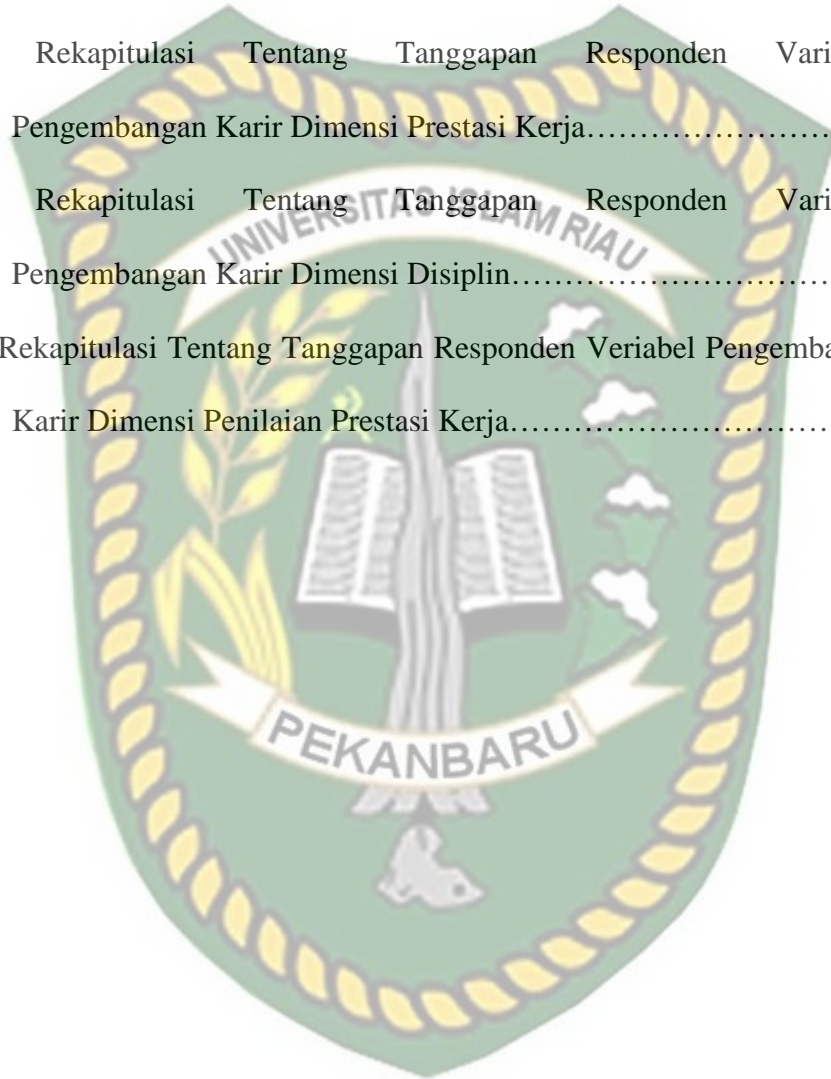 Rekapitulasi Tentang Tanggapan Responden Vari
Pengembangan Karir Dimensi Prestasi Kerja……………………
Rekapitulasi Tentang Tanggapan Responden Vari
UNIVERSITAS ISLAM RIAU
Pengembangan Karir Dimensi Disiplin……………………………
Rekapitulasi Tentang Tanggapan Responden Veriabel Pengemba
Karir Dimensi Penilaian Prestasi Kerja……………………………
PEKANBARU